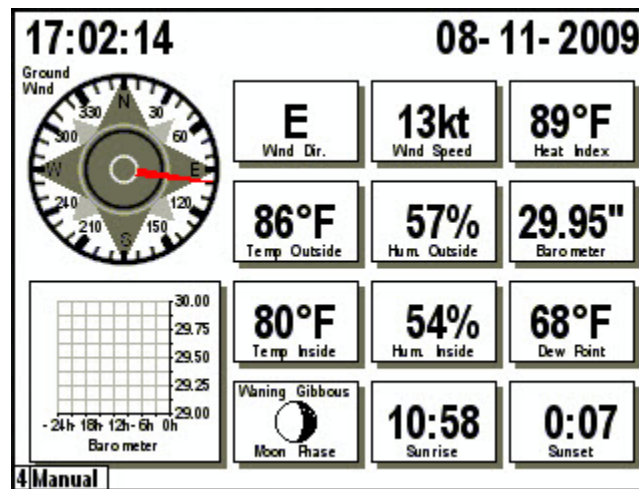 17:02:14
08-11-2009
Ground
Wind
N
30
60
E
120
150
S
210
240
W
300
330
E
Wind Dir.
13kt
Wind Speed
89°F
Heat Index
86°F
Temp Outside
57%
Hum. Outside
29.95"
Barometer
80°F
Temp Inside
54%
Hum. Inside
68°F
Dew Point
30.00
29.75
29.50
29.25
29.00
-24h 18h 12h-6h 0h
Barometer
Waning Gibbous
Moon Phase
10:58
Sunrise
0:07
Sunset
4 Manual